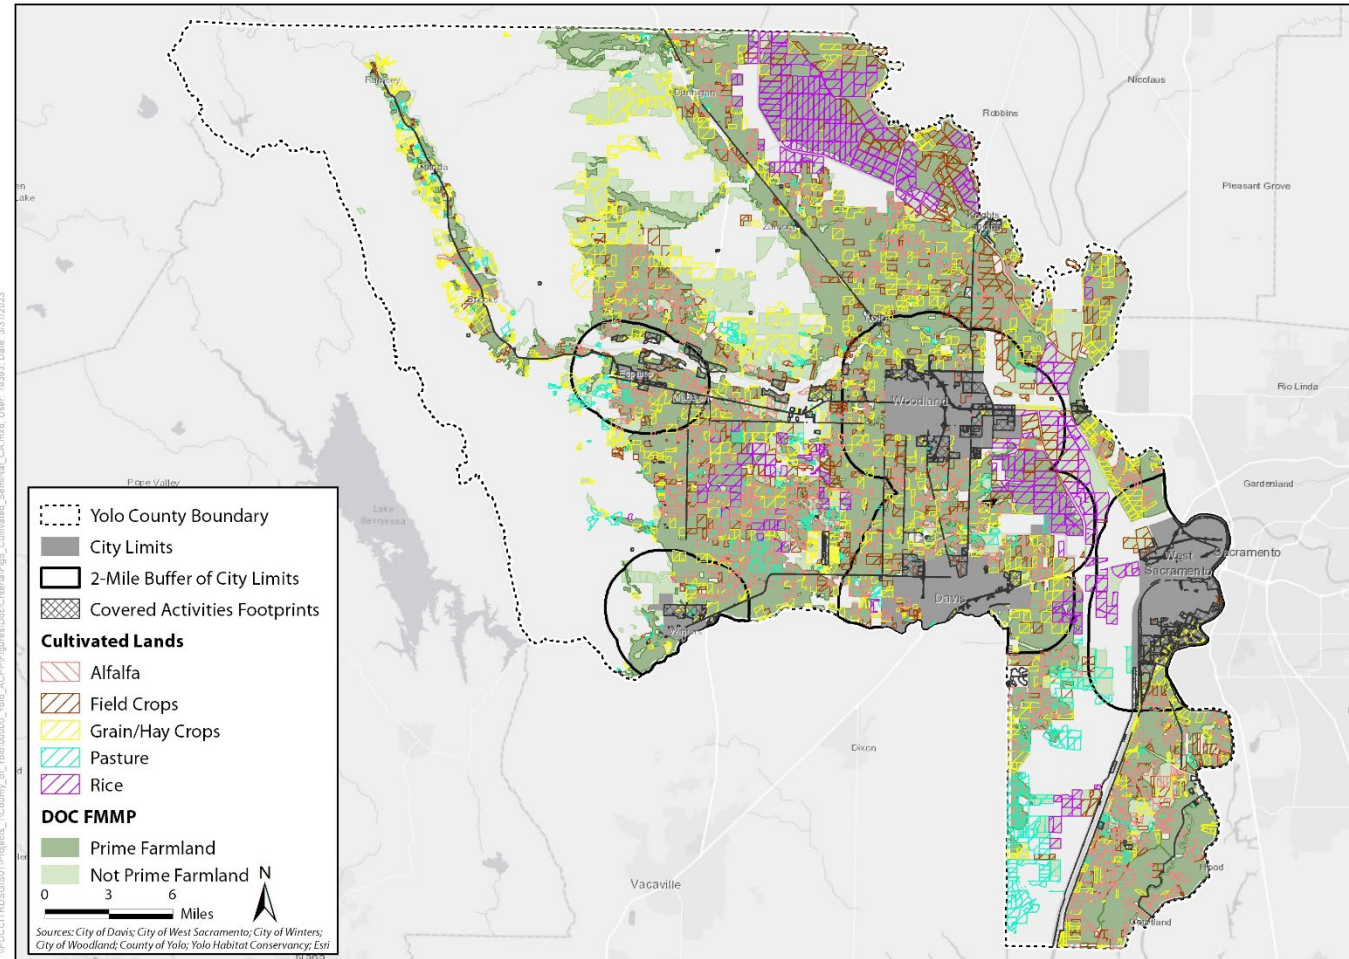 Nicolaus
Robbins
Rumsey
Dunnigan
Pleasant Grove
Guinda
Knights
Landing
Zamora
Brooks
Yolo
Rio Linda
Esparto
Madison
Woodland
Pope Valley
Gardenland
Lake
Berryessa
West
Sacramento
Sacramento
Davis
Winters
Dixon
Vacaville
Hood
Courtland
Napa
Yolo County Boundary
City Limits
2-Mile Buffer of City Limits
Covered Activities Footprints
Cultivated Lands
Alfalfa
Field Crops
Grain/Hay Crops
Pasture
Rice
DOC FMMP
Prime Farmland
Not Prime Farmland
N
0 3 6
Miles
Sources: City of Davis; City of West Sacramento; City of Winters;
City of Woodland; County of Yolo; Yolo Habitat Conservancy; Esri